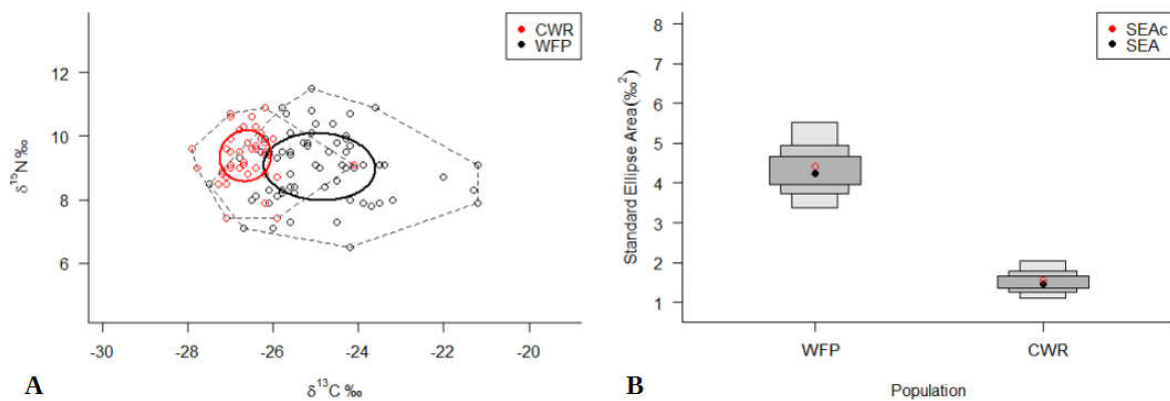 CWR
WFP
δ15N ‰
12
10
8
6
-30
-28
-26
-24
-22
-20
δ13C ‰
A
SEAc
SEA
Standard Ellipse Area (‰2)
8
7
6
5
4
3
2
1
WFP
CWR
Population
B